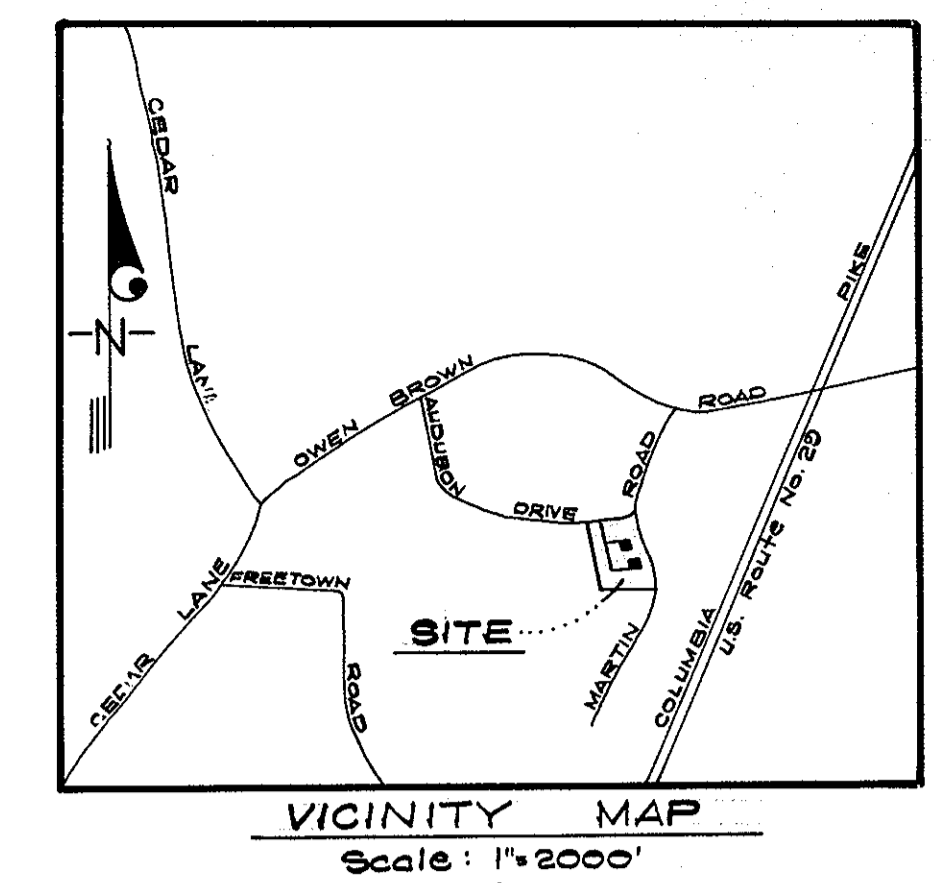 CEDAR
LANE
-N-
OWEN BROWN
ROAD
AUDUBON
DRIVE
ROAD
PIKE
COLUMBIA
U.S. Route No. 29
CEDAR LANE
FREETOWN
ROAD
SITE
MARTIN
VICINITY MAP
Scale: 1"=2000'